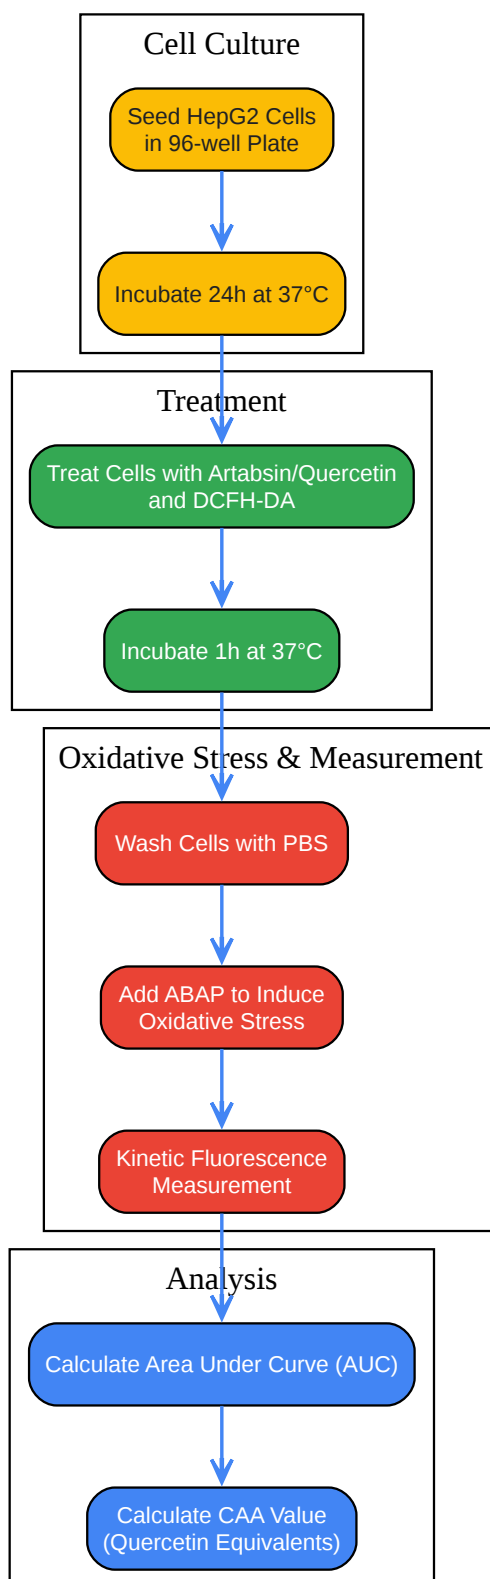 Cell Culture
Seed HepG2 Cells
in 96-well Plate
Incubate 24h at 37°C
Treatment
Treat Cells with Artabsin/Quercetin
and DCFH-DA
Incubate 1h at 37°C
Oxidative Stress & Measurement
Wash Cells with PBS
Add ABAP to Induce
Oxidative Stress
Kinetic Fluorescence
Measurement
Analysis
Calculate Area Under Curve (AUC)
Calculate CAA Value
(Quercetin Equivalents)